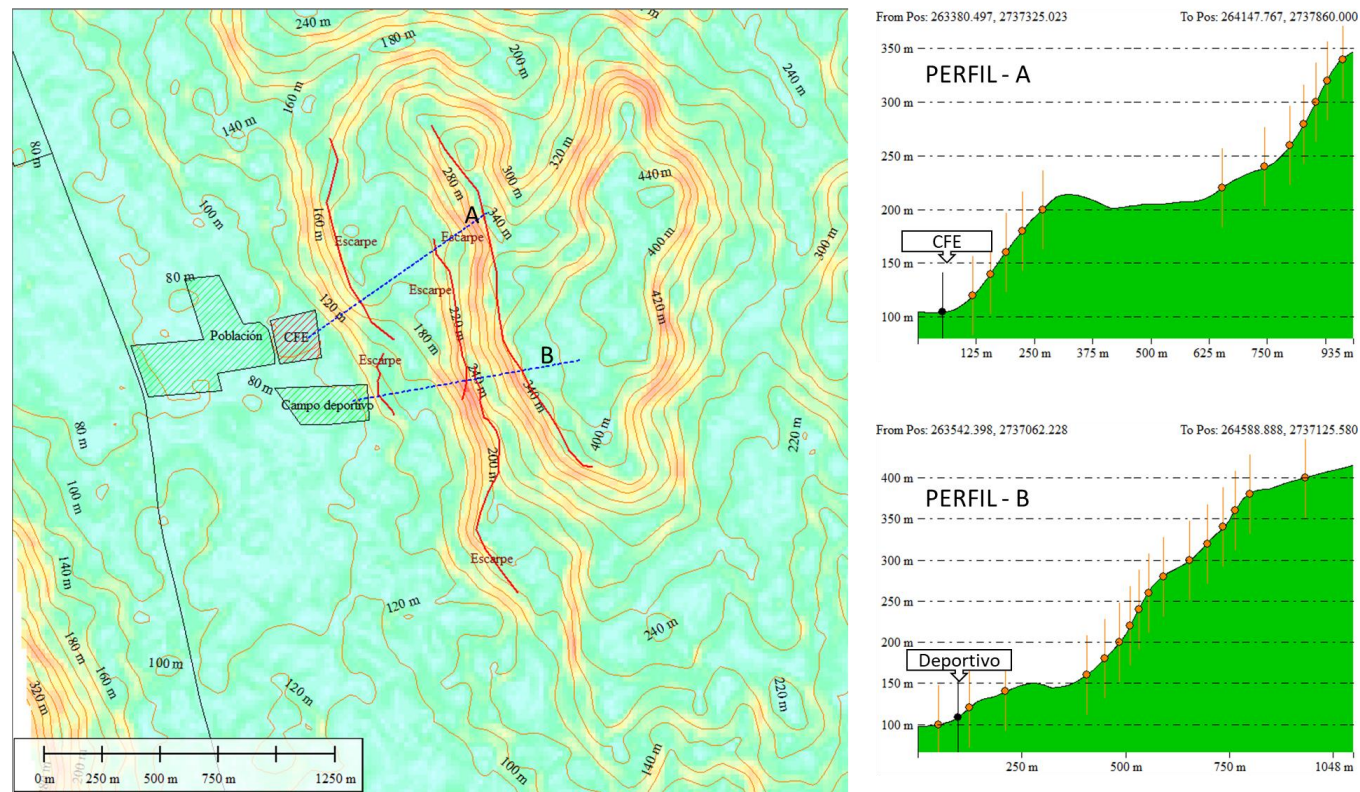 240 m
180 m
200 m
240 m
160 m
140 m
80 m
320 m
300 m
280 m
440 m
100 m
160 m
A
340 m
Escarpe
Escarpe
400 m
300 m
80 m
Escarpe
120 m
220 m
420 m
Población
CFE
180 m
Escarpe
B
80 m
240 m
340 m
Campo deportivo
80 m
400 m
220 m
200 m
100 m
Escarpe
140 m
120 m
240 m
180 m
160 m
100 m
120 m
320 m
220 m
200 m
100 m
140 m
0 m 250 m 500 m 750 m 1250 m
From Pos: 263380.497, 2737325.023 To Pos: 264147.767, 2737860.000
350 m
PERFIL - A
300 m
250 m
200 m
CFE
150 m
100 m
125 m 250 m 375 m 500 m 625 m 750 m 935 m
From Pos: 263542.398, 2737062.228 To Pos: 264588.888, 2737125.580
400 m
PERFIL - B
350 m
300 m
250 m
200 m
Deportivo
150 m
100 m
250 m 500 m 750 m 1048 m